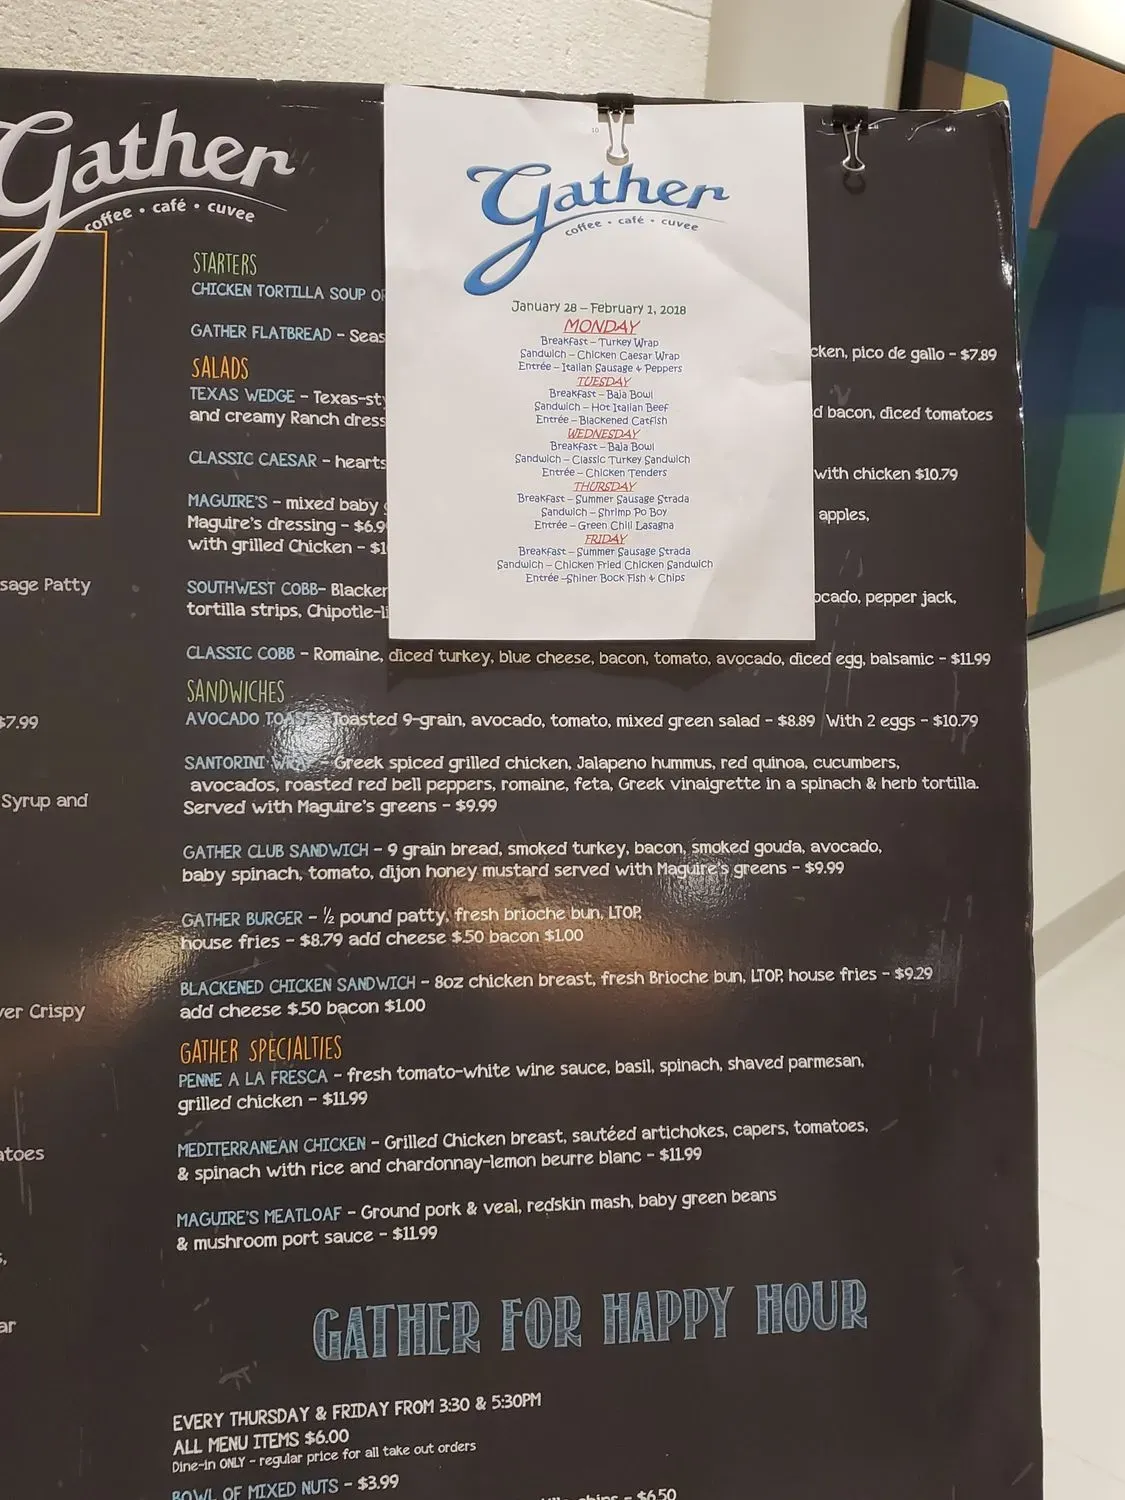 Gather
coffee • café • cuvee
sage Patty
$7.99
Syrup and
ver Crispy
atoes
s,
ar
10
Gather
coffee • café • cuvee
January 28 – February 1, 2018
MONDAY
Breakfast – Turkey Wrap
Sandwich – Chicken Caesar Wrap
Entrée – Italian Sausage & Peppers
TUESDAY
Breakfast – Baja Bowl
Sandwich – Hot Italian Beef
Entrée – Blackened Catfish
WEDNESDAY
Breakfast – Baja Bowl
Sandwich – Classic Turkey Sandwich
Entrée – Chicken Tenders
THURSDAY
Breakfast – Summer Sausage Strada
Sandwich – Shrimp Po Boy
Entrée – Green Chili Lasagna
FRIDAY
Breakfast – Summer Sausage Strada
Sandwich – Chicken Fried Chicken Sandwich
Entrée –Shiner Bock Fish & Chips
STARTERS
CHICKEN TORTILLA SOUP OR
GATHER FLATBREAD – Seas cken, pico de gallo – $7.89
SALADS
TEXAS WEDGE – Texas-sty d bacon, diced tomatoes
and creamy Ranch dress
CLASSIC CAESAR – hearts with chicken $10.79
MAGUIRE'S – mixed baby g apples,
Maguire's dressing – $6.9
with grilled Chicken – $1
SOUTHWEST COBB– Blacken ocado, pepper jack,
tortilla strips, Chipotle-li
CLASSIC COBB – Romaine, diced turkey, blue cheese, bacon, tomato, avocado, diced egg, balsamic – $11.99
SANDWICHES
AVOCADO TOAST – Toasted 9-grain, avocado, tomato, mixed green salad – $8.89 With 2 eggs – $10.79
SANTORINI WRAP – Greek spiced grilled chicken, Jalapeno hummus, red quinoa, cucumbers,
avocados, roasted red bell peppers, romaine, feta, Greek vinaigrette in a spinach & herb tortilla.
Served with Maguire's greens – $9.99
GATHER CLUB SANDWICH – 9 grain bread, smoked turkey, bacon, smoked gouda, avocado,
baby spinach, tomato, dijon honey mustard served with Maguire's greens – $9.99
GATHER BURGER – ½ pound patty, fresh brioche bun, LTOP,
house fries – $8.79 add cheese $.50 bacon $1.00
BLACKENED CHICKEN SANDWICH – 8oz chicken breast, fresh Brioche bun, LTOP, house fries – $9.29
add cheese $.50 bacon $1.00
GATHER SPECIALTIES
PENNE A LA FRESCA – fresh tomato-white wine sauce, basil, spinach, shaved parmesan,
grilled chicken – $11.99
MEDITERRANEAN CHICKEN – Grilled Chicken breast, sautéed artichokes, capers, tomatoes,
& spinach with rice and chardonnay-lemon beurre blanc – $11.99
MAGUIRE'S MEATLOAF – Ground pork & veal, redskin mash, baby green beans
& mushroom port sauce – $11.99
GATHER FOR HAPPY HOUR
EVERY THURSDAY & FRIDAY FROM 3:30 & 5:30PM
ALL MENU ITEMS $6.00
Dine-in ONLY – regular price for all take out orders
BOWL OF MIXED NUTS – $3.99
chips – $6.50